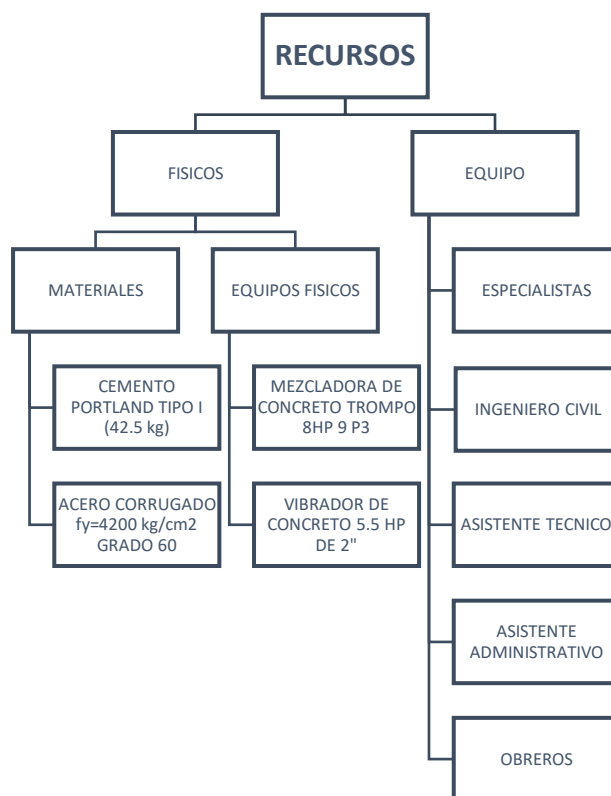 RECURSOS
FISICOS
EQUIPO
MATERIALES
EQUIPOS FISICOS
ESPECIALISTAS
CEMENTO
PORTLAND TIPO I
(42.5 kg)
MEZCLADORA DE
CONCRETO TROMPO
8HP 9 P3
INGENIERO CIVIL
ACERO CORRUGADO
fy=4200 kg/cm2
GRADO 60
VIBRADOR DE
CONCRETO 5.5 HP
DE 2"
ASISTENTE TECNICO
ASISTENTE
ADMINISTRATIVO
OBREROS